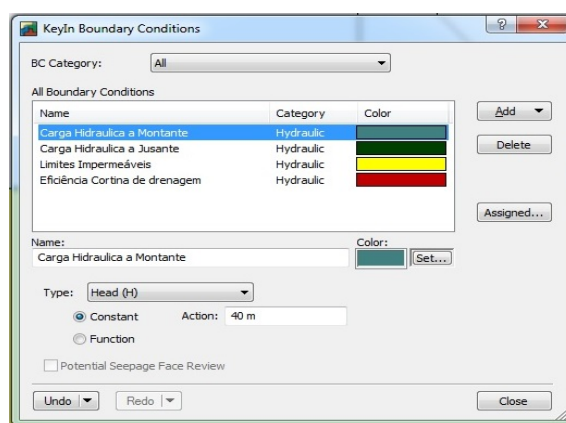 KeyIn Boundary Conditions
BC Category: All
All Boundary Conditions
Name Category Color
Carga Hidraulica a Montante Hydraulic
Carga Hidraulica a Jusante Hydraulic
Limites Impermeáveis Hydraulic
Eficiência Cortina de drenagem Hydraulic
Add
Delete
Assigned...
Name: Color:
Carga Hidraulica a Montante Set...
Type: Head (H)
Constant Action: 40 m
Function
Potential Seepage Face Review
Undo Redo Close